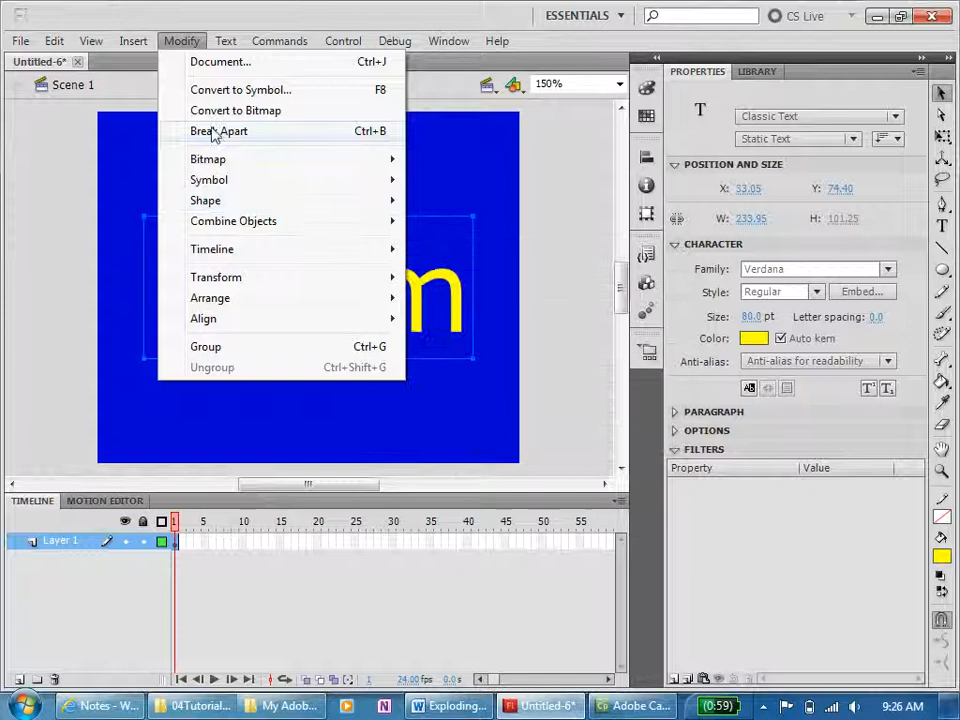 Fl
ESSENTIALS
CS Live
File Edit View Insert Modify Text Commands Control Debug Window Help
Untitled-6*
Scene 1
150%
Document... Ctrl+J
Convert to Symbol... F8
Convert to Bitmap
Break Apart Ctrl+B
Bitmap
Symbol
Shape
Combine Objects
Timeline
Transform
Arrange
Align
Group Ctrl+G
Ungroup Ctrl+Shift+G
m
PROPERTIES LIBRARY
T
Classic Text
Static Text
POSITION AND SIZE
X: 33.05 Y: 74.40
W: 233.95 H: 101.25
CHARACTER
Family: Verdana
Style: Regular Embed...
Size: 80.0 pt Letter spacing: 0.0
Color: Auto kern
Anti-alias: Anti-alias for readability
PARAGRAPH
OPTIONS
FILTERS
Property Value
TIMELINE MOTION EDITOR
1 5 10 15 20 25 30 35 40 45 50 55
Layer 1
1 24.00 fps 0.0 s
Notes - W... 04Tutorial... My Adob... Exploding... Untitled-6* Adobe Ca... (0:59) 9:26 AM